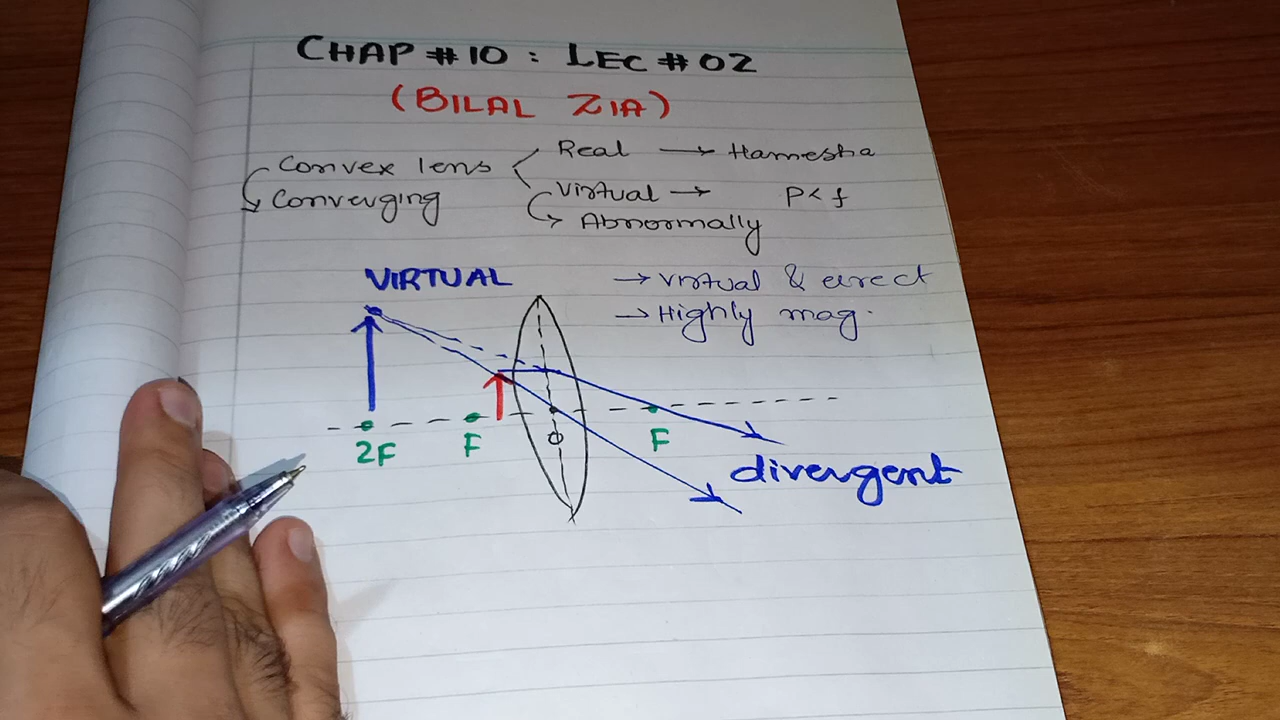 CHAP # 10 : LEC # 02
(BILAL ZIA)
Convex lens
Converging
Real → Hamesha
Virtual → P < f
Abnormally
VIRTUAL
→ Virtual & erect
→ Highly mag.
2F F O F
divergent